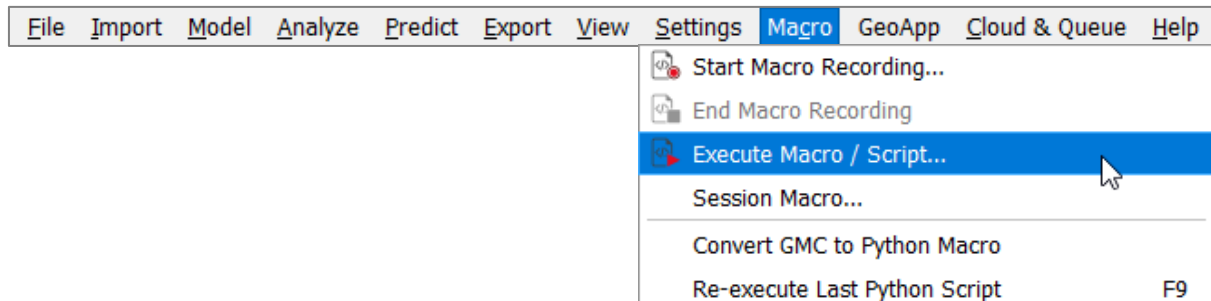 File Import Model Analyze Predict Export View Settings Macro GeoApp Cloud & Queue Help
Start Macro Recording...
End Macro Recording
Execute Macro / Script...
Session Macro...
Convert GMC to Python Macro
Re-execute Last Python Script F9